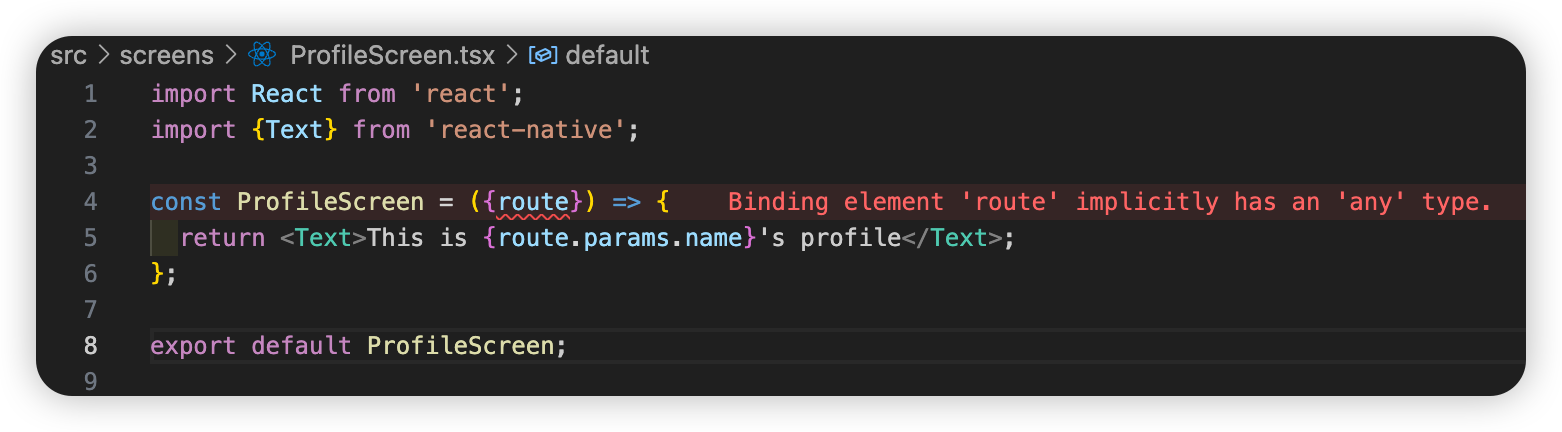 src > screens > ProfileScreen.tsx > default
1 import React from 'react';
2 import {Text} from 'react-native';
3
4 const ProfileScreen = ({route}) => { Binding element 'route' implicitly has an 'any' type.
5 return <Text>This is {route.params.name}'s profile</Text>;
6 };
7
8 export default ProfileScreen;
9